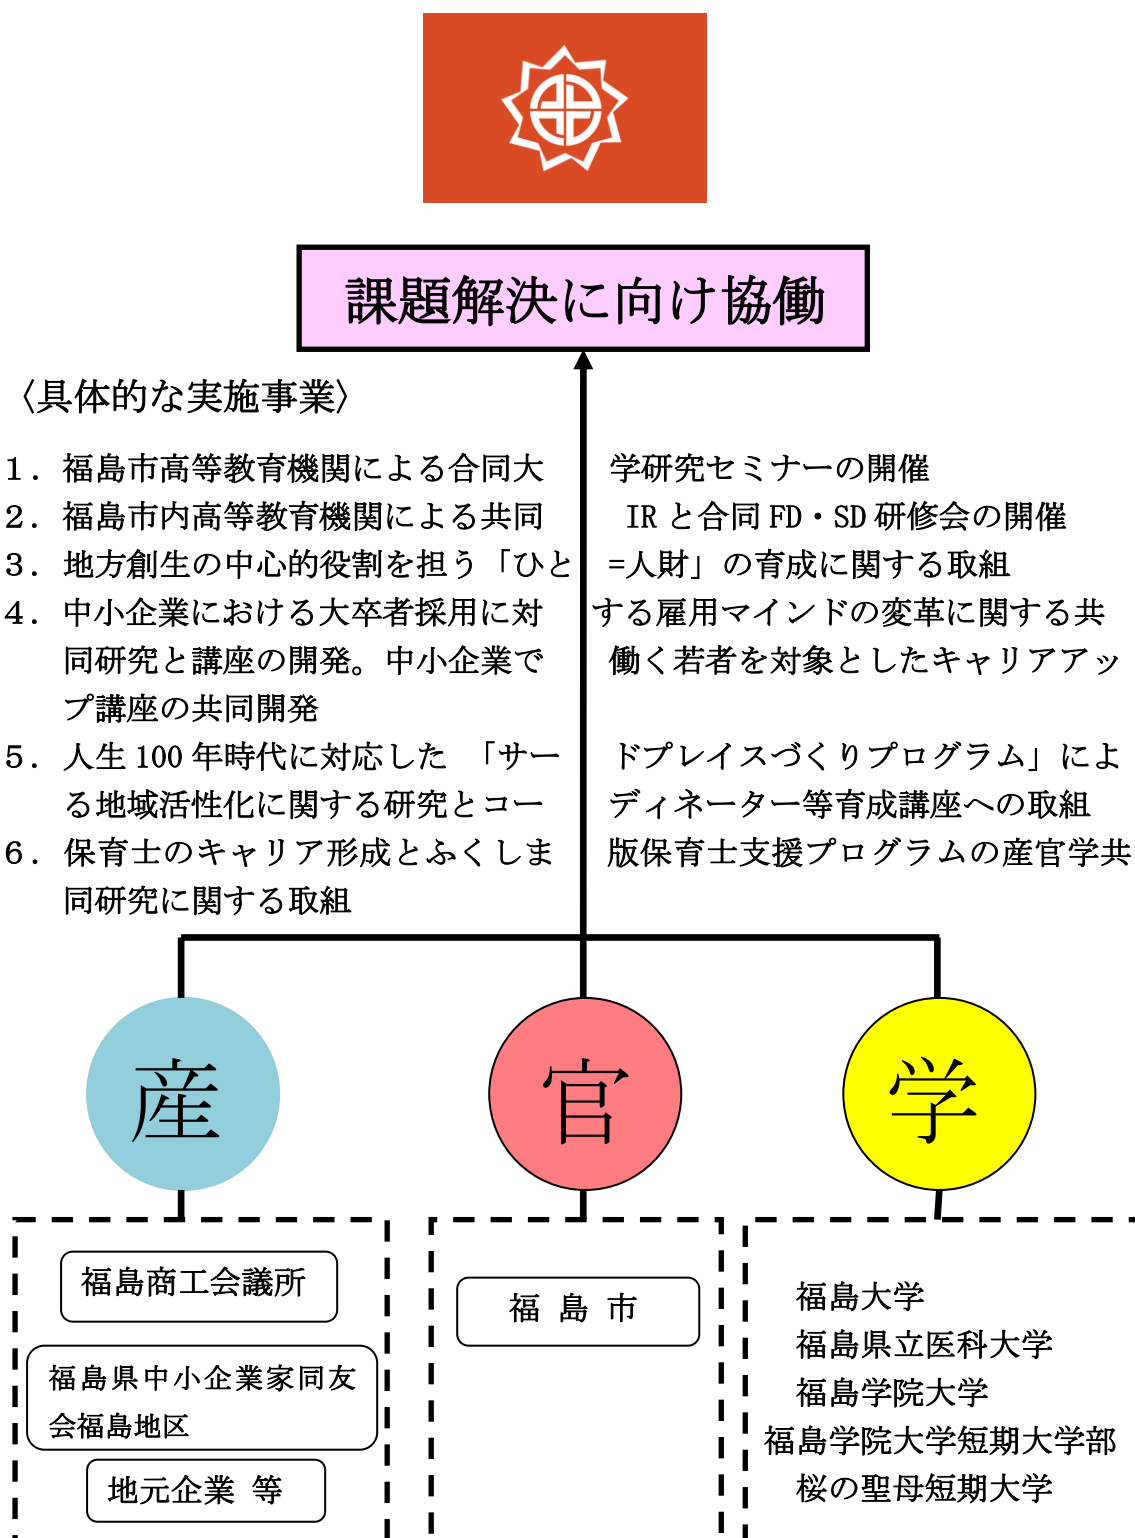 課題解決に向け協働
〈具体的な実施事業〉
1. 福島市高等教育機関による合同大学研究セミナーの開催
2. 福島市内高等教育機関による共同IRと合同FD・SD研修会の開催
3. 地方創生の中心的役割を担う「ひと=人財」の育成に関する取組
4. 中小企業における大卒者採用に対する雇用マインドの変革に関する共
同研究と講座の開発。中小企業で働く若者を対象としたキャリアアッ
プ講座の共同開発
5. 人生100年時代に対応した 「サードプレイスづくりプログラム」によ
る地域活性化に関する研究とコーディネーター等育成講座への取組
6. 保育士のキャリア形成とふくしま版保育士支援プログラムの産官学共
同研究に関する取組
産
官
学
福島商工会議所
福島県中小企業家同友
会福島地区
地元企業 等
福 島 市
福島大学
福島県立医科大学
福島学院大学
福島学院大学短期大学部
桜の聖母短期大学